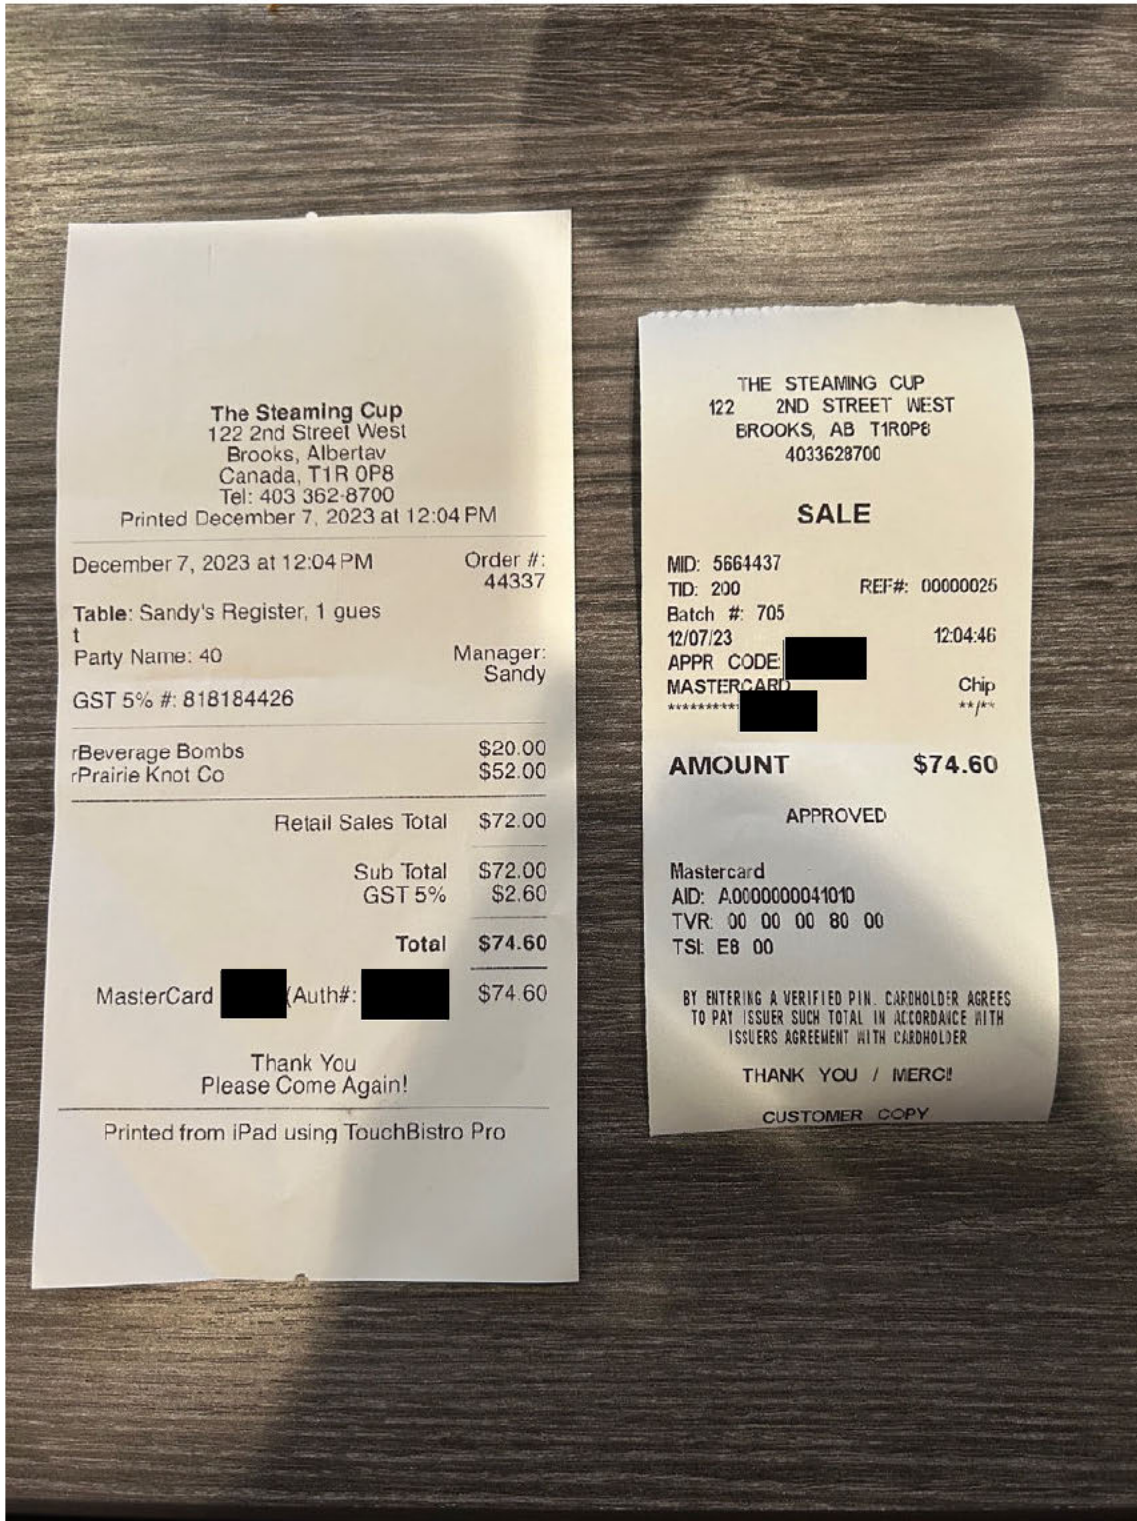 The Steaming Cup
122 2nd Street West
Brooks, Albertav
Canada, T1R 0P8
Tel: 403 362-8700
Printed December 7, 2023 at 12:04 PM
December 7, 2023 at 12:04 PM Order #:
44337
Table: Sandy's Register, 1 gues
t
Party Name: 40 Manager:
Sandy
GST 5% #: 818184426
rBeverage Bombs $20.00
rPrairie Knot Co $52.00
Retail Sales Total $72.00
Sub Total $72.00
GST 5% $2.60
Total $74.60
MasterCard (Auth#: $74.60
Thank You
Please Come Again!
Printed from iPad using TouchBistro Pro
THE STEAMING CUP
122 2ND STREET WEST
BROOKS, AB T1R0P8
4033628700
SALE
MID: 5664437
TID: 200 REF#: 00000025
Batch #: 705
12/07/23 12:04:46
APPR CODE:
MASTERCARD Chip
********** **/**
AMOUNT $74.60
APPROVED
Mastercard
AID: A0000000041010
TVR: 00 00 00 80 00
TSI: E8 00
BY ENTERING A VERIFIED PIN. CARDHOLDER AGREES
TO PAY ISSUER SUCH TOTAL IN ACCORDANCE WITH
ISSUERS AGREEMENT WITH CARDHOLDER
THANK YOU / MERCI!
CUSTOMER COPY